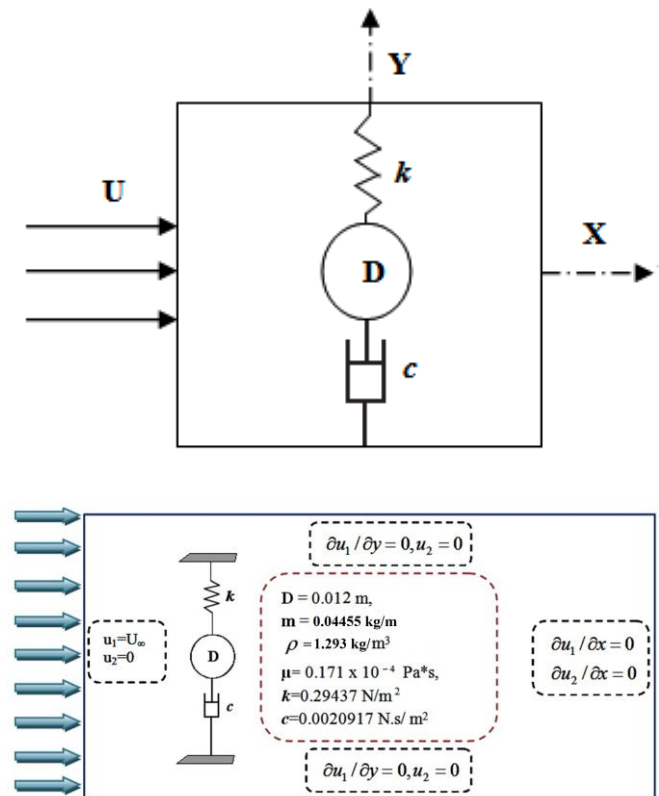 Y
k
U
X
D
c
∂u₁/∂y = 0, u₂ = 0
k
D
c
u₁=U∞
u₂=0
D = 0.012 m,
m = 0.04455 kg/m
ρ = 1.293 kg/m³
μ= 0.171 x 10⁻⁴ Pa*s,
k=0.29437 N/m²
c=0.0020917 N.s/ m²
∂u₁/∂x = 0
∂u₂/∂x = 0
∂u₁/∂y = 0, u₂ = 0